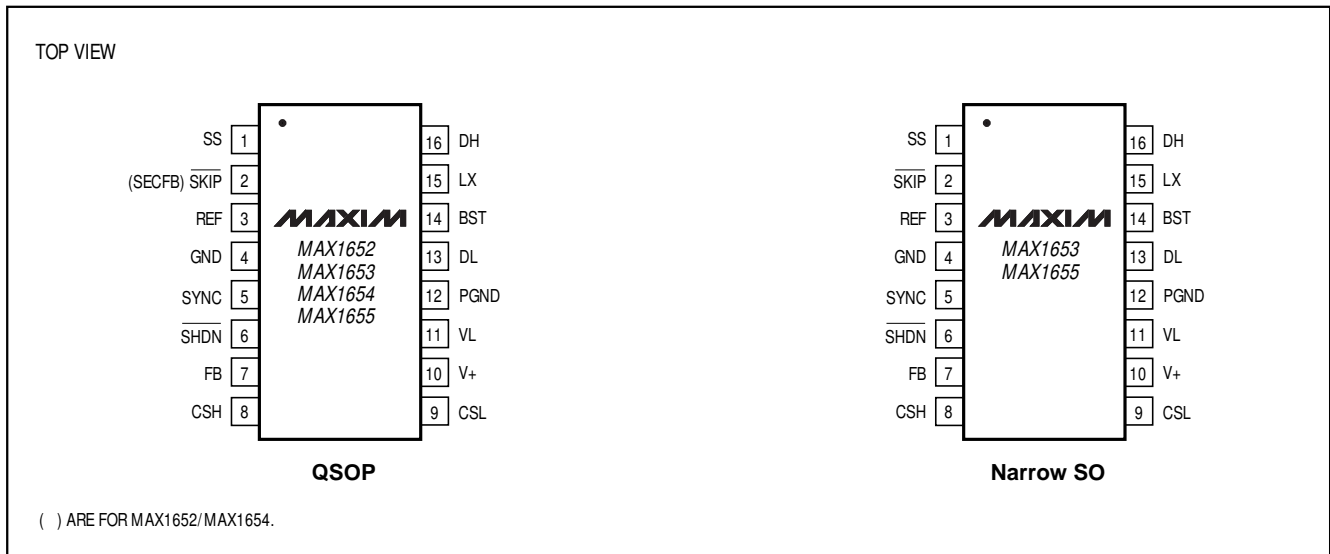 TOP VIEW
SS 1
(SECFB) SKIP 2
REF 3
GND 4
SYNC 5
SHDN 6
FB 7
CSH 8
MAXIM
MAX1652
MAX1653
MAX1654
MAX1655
16 DH
15 LX
14 BST
13 DL
12 PGND
11 VL
10 V+
9 CSL
QSOP
SS 1
SKIP 2
REF 3
GND 4
SYNC 5
SHDN 6
FB 7
CSH 8
MAXIM
MAX1653
MAX1655
16 DH
15 LX
14 BST
13 DL
12 PGND
11 VL
10 V+
9 CSL
Narrow SO
( ) ARE FOR MAX1652/MAX1654.